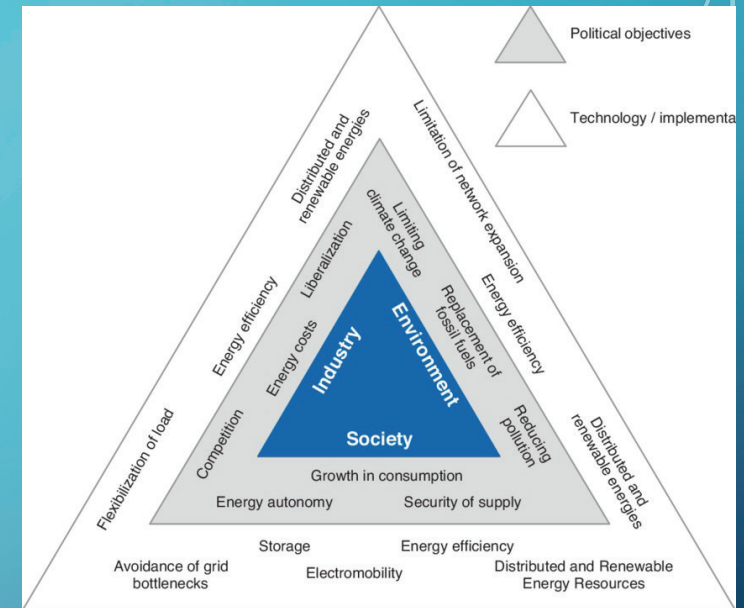 Political objectives
Technology / implementa
Distributed and
renewable energies
Limitation of network expansion
Liberalization
Limiting
climate change
Energy efficiency
Energy costs
Industry
Environment
Replacement of
fossil fuels
Energy efficiency
Flexibilization of load
Competition
Society
Reducing
pollution
Distributed and
renewable energies
Growth in consumption
Energy autonomy
Security of supply
Storage
Energy efficiency
Avoidance of grid
bottlenecks
Electromobility
Distributed and Renewable
Energy Resources